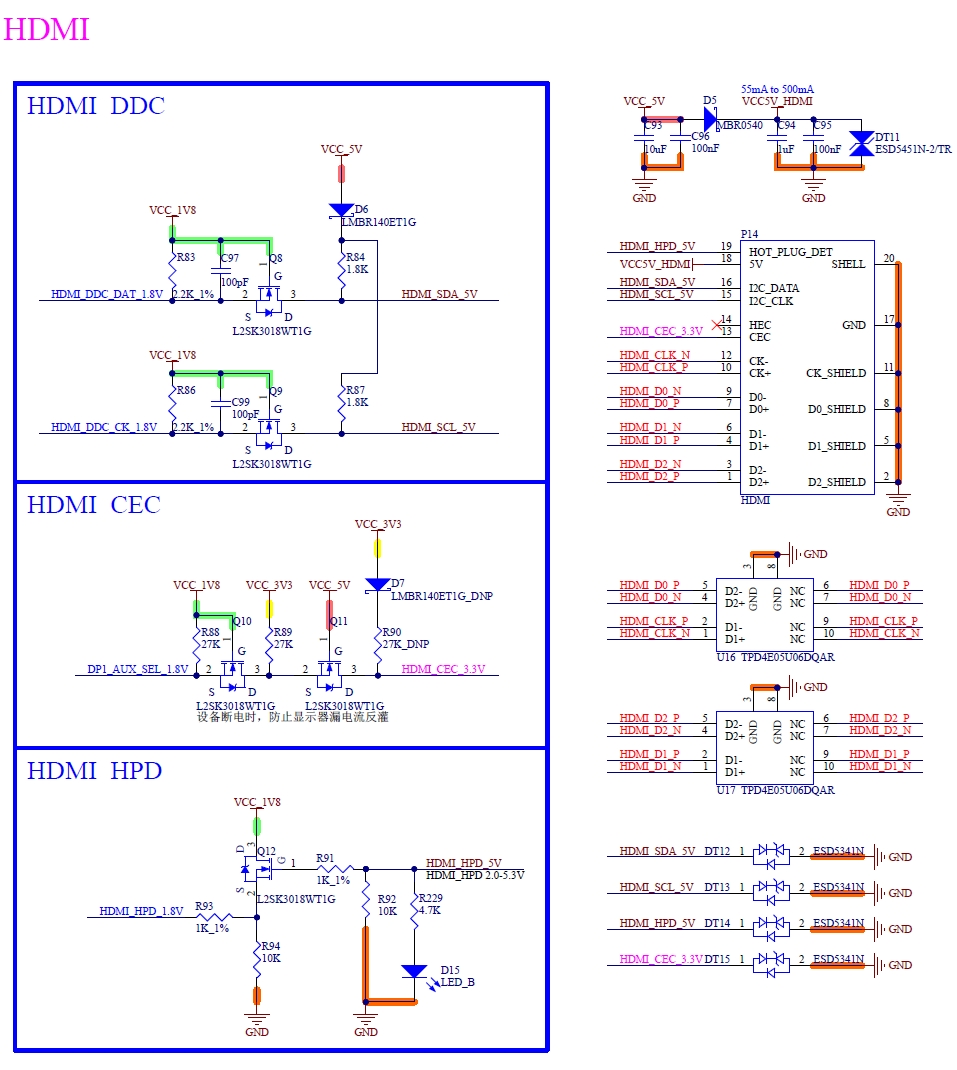 HDMI
HDMI DDC
VCC_5V
D6
LMBR140ET1G
VCC_1V8
R83
C97
100pF
Q8
1
G
R84
1.8K
HDMI_DDC_DAT_1.8V
2.2K_1%
2
3
HDMI_SDA_5V
S
D
L2SK3018WT1G
VCC_1V8
R86
C99
100pF
Q9
1
G
R87
1.8K
HDMI_DDC_CK_1.8V
2.2K_1%
2
3
HDMI_SCL_5V
S
D
L2SK3018WT1G
HDMI CEC
VCC_3V3
D7
LMBR140ET1G_DNP
VCC_1V8
VCC_3V3
VCC_5V
Q10
Q11
R88
27K
1
G
R89
27K
1
G
R90
27K_DNP
DP1_AUX_SEL_1.8V
2
3
2
3
HDMI_CEC_3.3V
S
D
S
D
L2SK3018WT1G
L2SK3018WT1G
设备断电时，防止显示器漏电流反灌
HDMI HPD
VCC_1V8
D
3
Q12
G
1
R91
1K_1%
HDMI_HPD_5V
HDMI_HPD 2.0-5.3V
S
2
L2SK3018WT1G
R92
10K
R229
4.7K
HDMI_HPD_1.8V
R93
1K_1%
R94
10K
D15
LED_B
GND
GND
55mA to 500mA
VCC_5V
D5
VCC5V_HDMI
C93
C96
MBR0540
C94
C95
10uF
100nF
1uF
100nF
DT11
ESD5451N-2/TR
GND
GND
P14
HDMI_HPD_5V 19 HOT_PLUG_DET
VCC5V_HDMI 18 5V
SHELL 20
HDMI_SDA_5V 16 I2C_DATA
HDMI_SCL_5V 15 I2C_CLK
14 HEC
GND 17
HDMI_CEC_3.3V 13 CEC
HDMI_CLK_N 12 CK-
HDMI_CLK_P 10 CK+
CK_SHIELD 11
HDMI_D0_N 9 D0-
HDMI_D0_P 7 D0+
D0_SHIELD 8
HDMI_D1_N 6 D1-
HDMI_D1_P 4 D1+
D1_SHIELD 5
HDMI_D2_N 3 D2-
HDMI_D2_P 1 D2+
D2_SHIELD 2
HDMI
GND
GND
3
8
HDMI_D0_P 5 D2- GND GND NC 6 HDMI_D0_P
HDMI_D0_N 4 D2+ NC 7 HDMI_D0_N
HDMI_CLK_P 2 D1- NC 9 HDMI_CLK_P
HDMI_CLK_N 1 D1+ NC 10 HDMI_CLK_N
U16 TPD4E05U06DQAR
GND
3
8
HDMI_D2_P 5 D2- GND GND NC 6 HDMI_D2_P
HDMI_D2_N 4 D2+ NC 7 HDMI_D2_N
HDMI_D1_P 2 D1- NC 9 HDMI_D1_P
HDMI_D1_N 1 D1+ NC 10 HDMI_D1_N
U17 TPD4E05U06DQAR
HDMI_SDA_5V DT12 1 2 ESD5341N GND
HDMI_SCL_5V DT13 1 2 ESD5341N GND
HDMI_HPD_5V DT14 1 2 ESD5341N GND
HDMI_CEC_3.3V DT15 1 2 ESD5341N GND